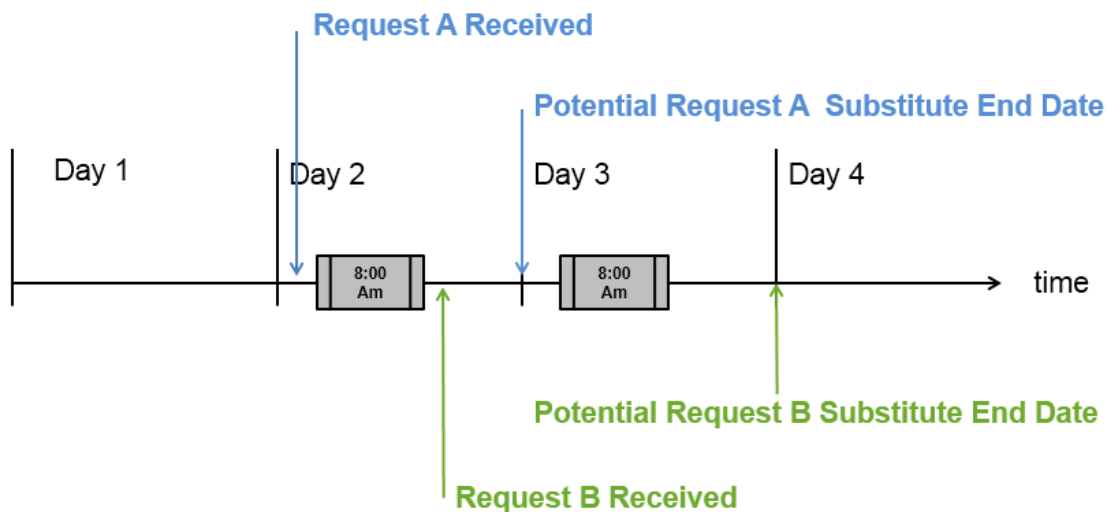 Request A Received
Potential Request A Substitute End Date
Day 1
Day 2
Day 3
Day 4
8:00
Am
8:00
Am
time
Potential Request B Substitute End Date
Request B Received